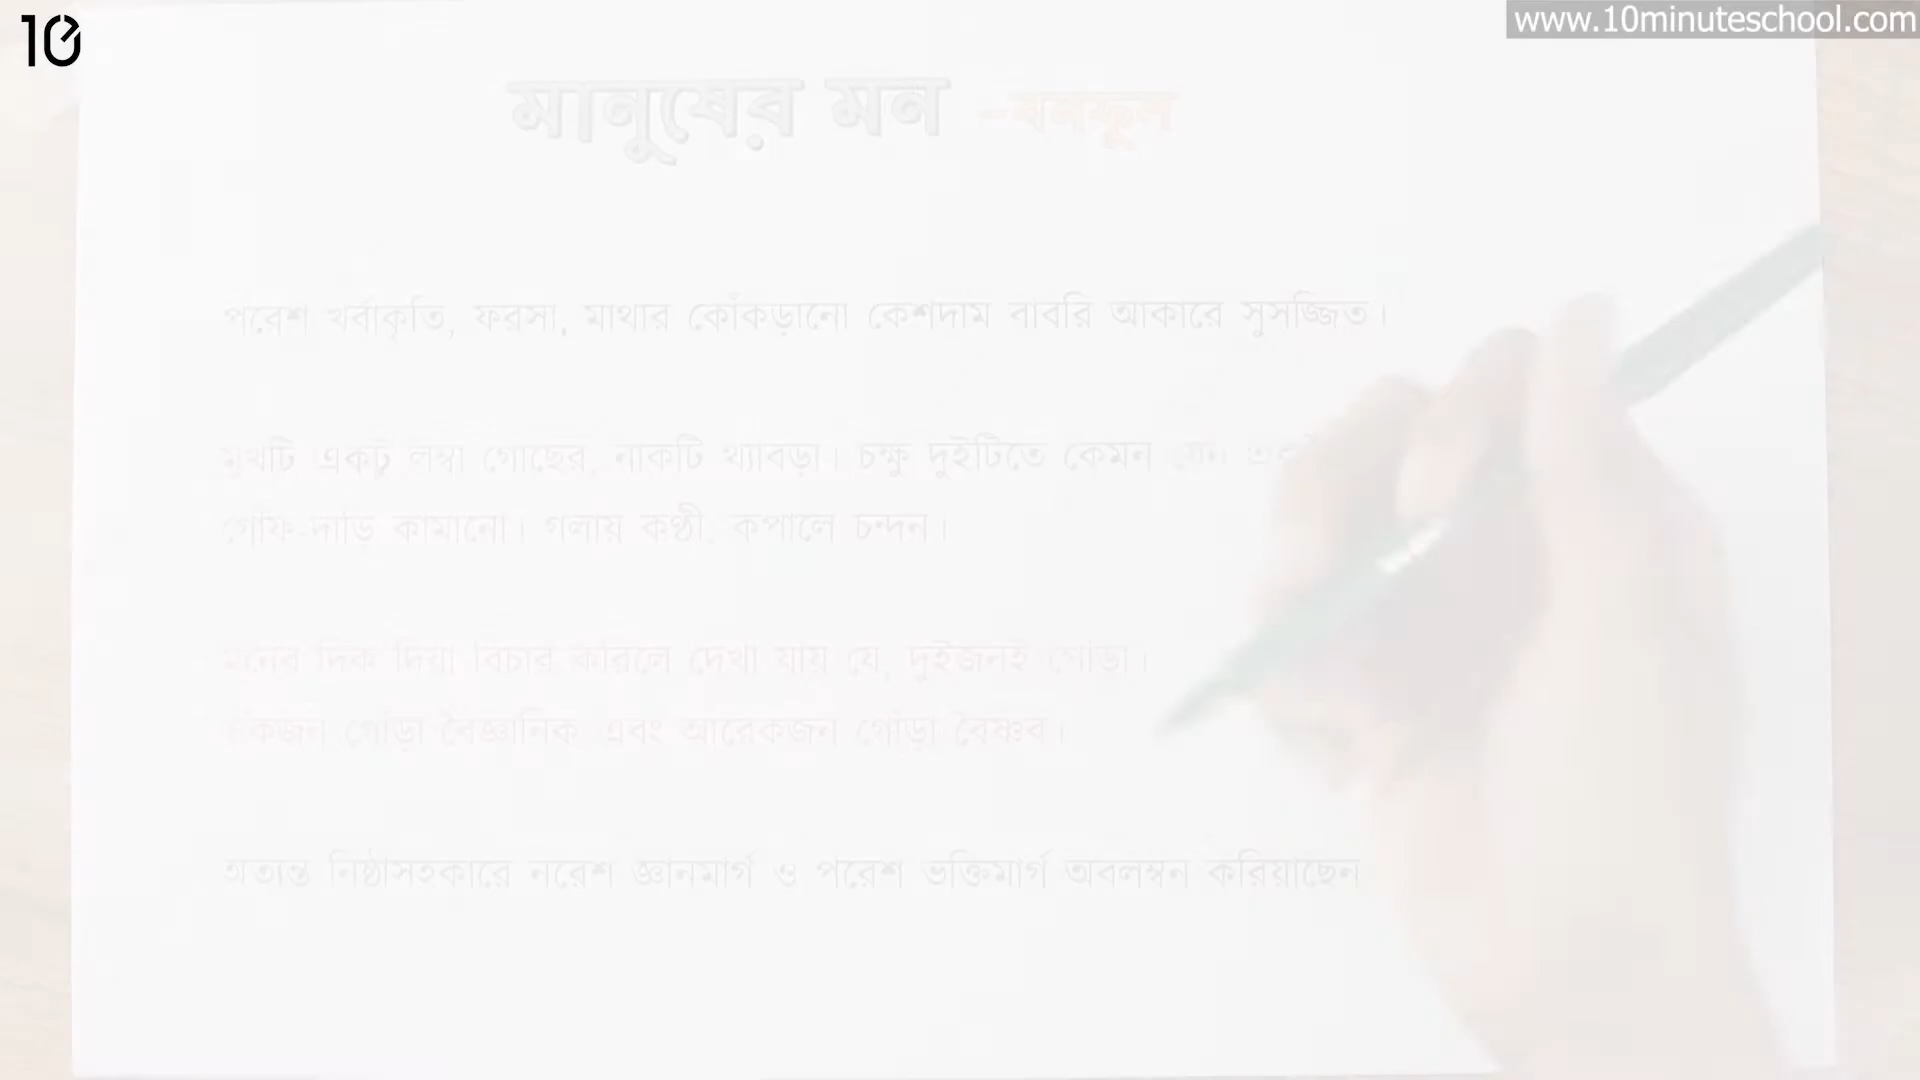 10
www.10minuteschool.com
মানুষের মন -বনফুল
পরেশ খর্বাকৃতি, ফরসা, মাথার কোঁকড়ানো কেশদাম বাবরি আকারে সুসজ্জিত।
মুখটি একটু লম্বা গোছের, নাকটি থ্যাবড়া। চক্ষু দুইটিতে কেমন যেন
গোঁফ-দাড়ি কামানো। গলায় কণ্ঠী, কপালে চন্দন।
মনের দিক দিয়া বিচার করিলে দেখা যায় যে, দুইজনই গোঁড়া।
একজন গোঁড়া বৈজ্ঞানিক এবং আরেকজন গোঁড়া বৈষ্ণব।
অত্যন্ত নিষ্ঠাসহকারে নরেশ জ্ঞানমার্গ ও পরেশ ভক্তিমার্গ অবলম্বন করিয়াছেন